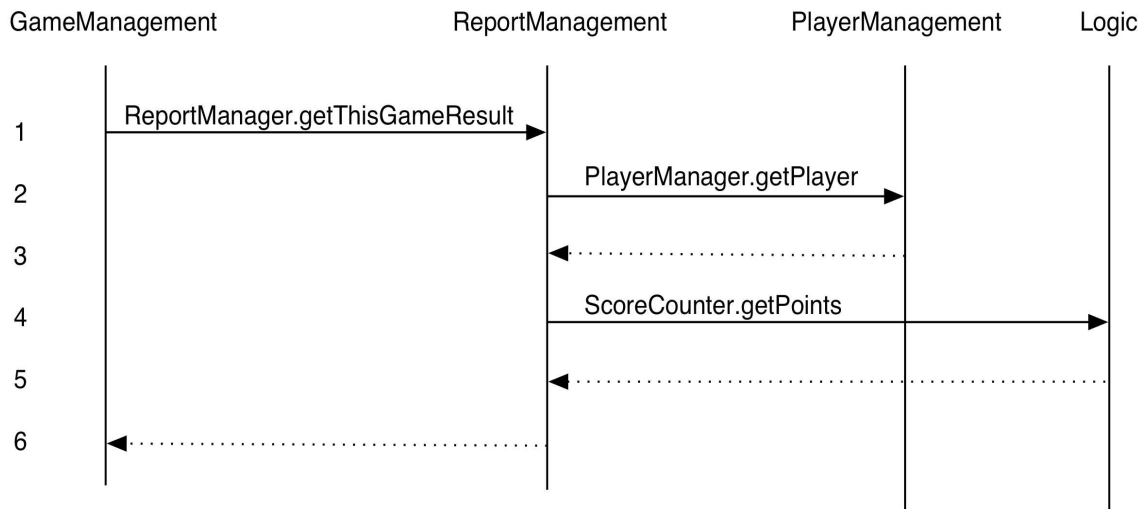 GameManagement ReportManagement PlayerManagement Logic
1 ReportManager.getThisGameResult
2 PlayerManager.getPlayer
3
4 ScoreCounter.getPoints
5
6